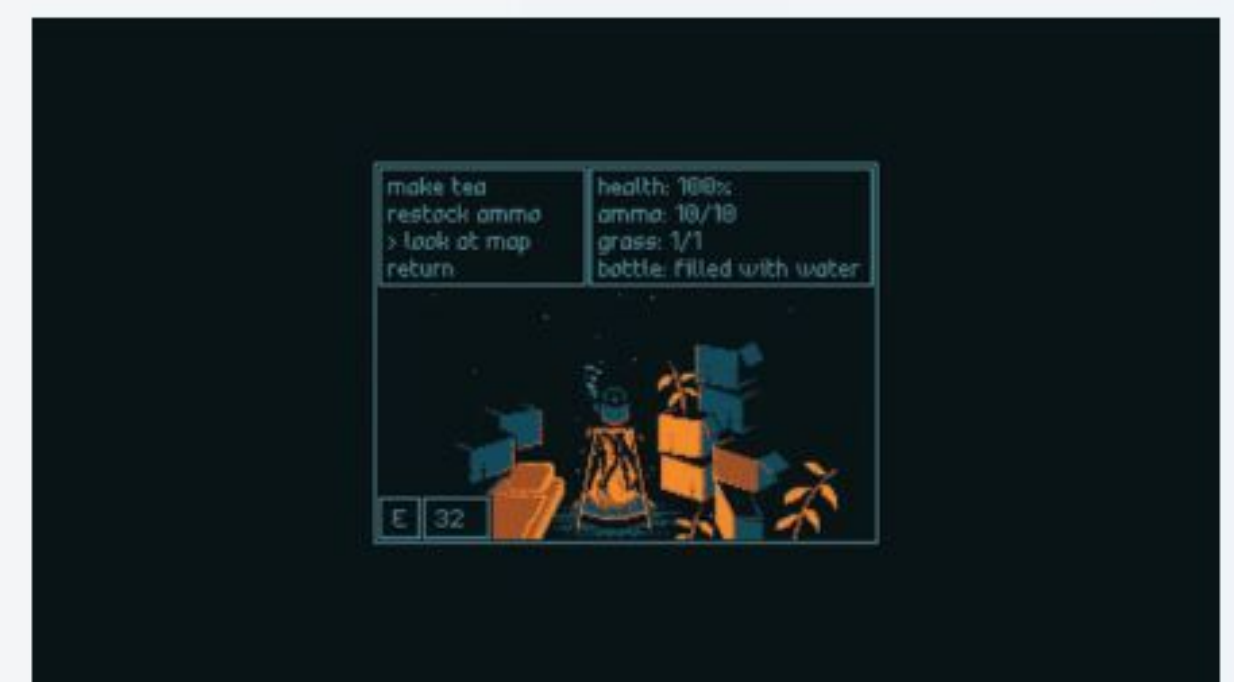 make tea
restock ammo
> look at map
return
health: 100%
ammo: 10/10
grass: 1/1
bottle: filled with water
E 32